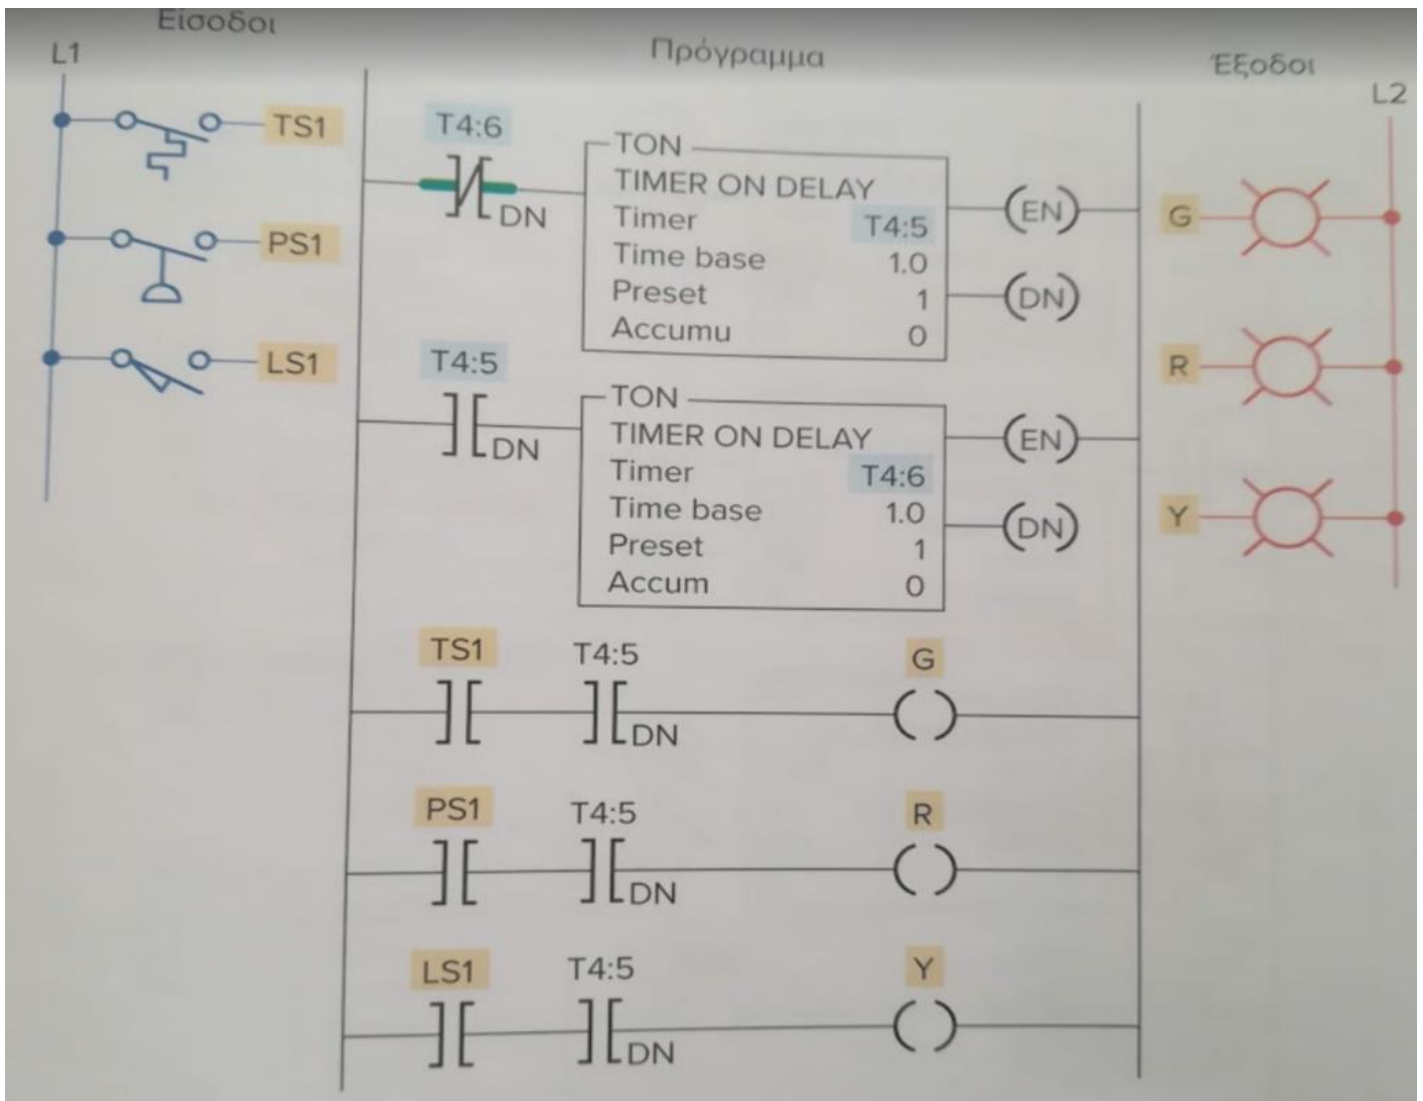 Είσοδοι
L1
TS1
PS1
LS1
Πρόγραμμα
T4:6
DN
TON
TIMER ON DELAY
Timer T4:5
Time base 1.0
Preset 1
Accumu 0
EN
DN
T4:5
DN
TON
TIMER ON DELAY
Timer T4:6
Time base 1.0
Preset 1
Accum 0
EN
DN
TS1 T4:5 G
DN
PS1 T4:5 R
DN
LS1 T4:5 Y
DN
Έξοδοι
L2
G
R
Y